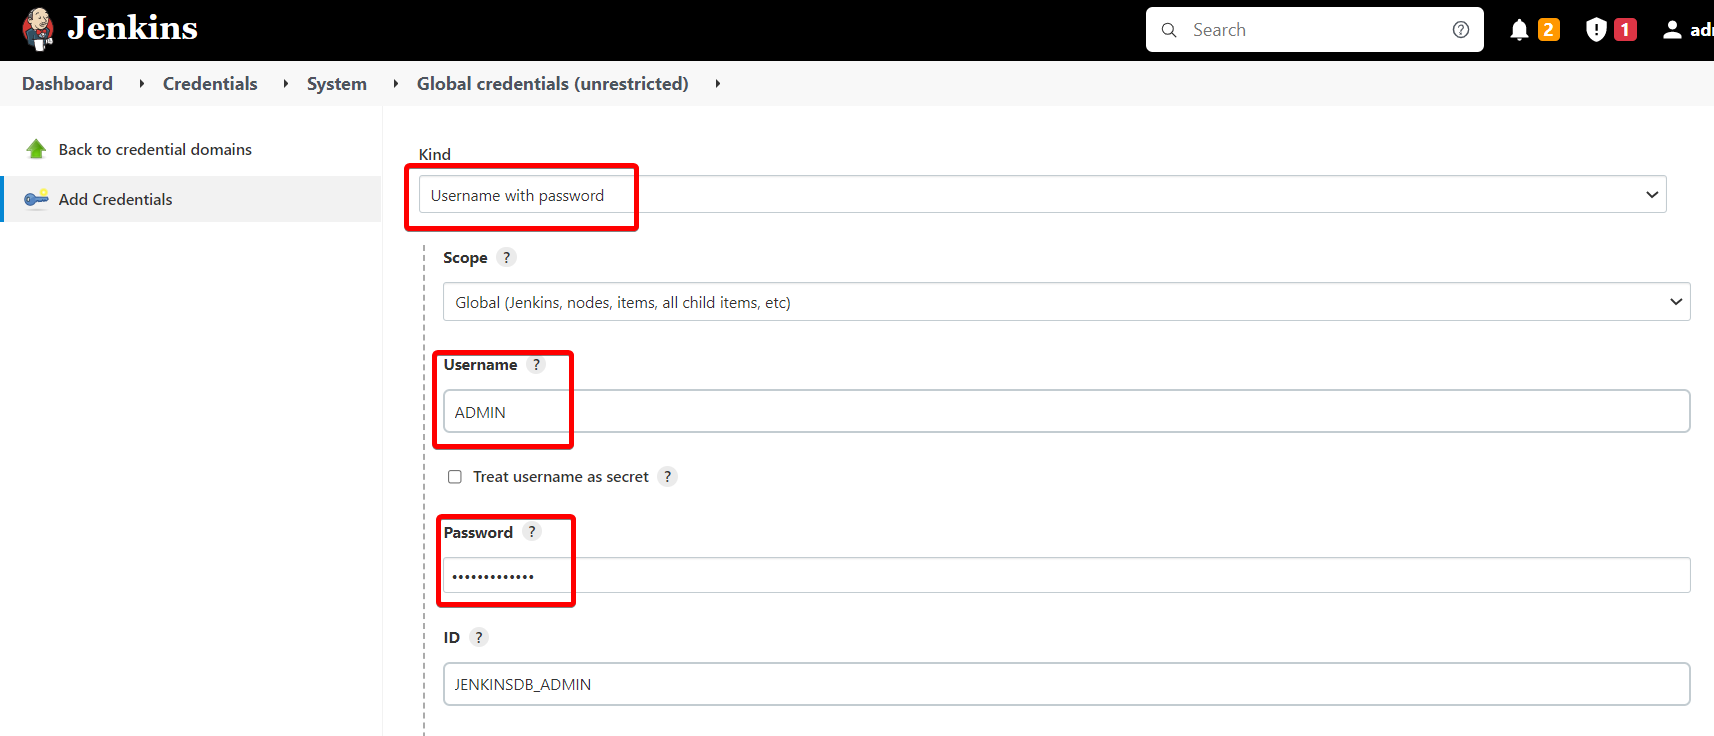 Jenkins
Search
2
1
adm
Dashboard
Credentials
System
Global credentials (unrestricted)
Back to credential domains
Add Credentials
Kind
Username with password
Scope ?
Global (Jenkins, nodes, items, all child items, etc)
Username ?
ADMIN
Treat username as secret ?
Password ?
•••••••••••••
ID ?
JENKINSDB_ADMIN